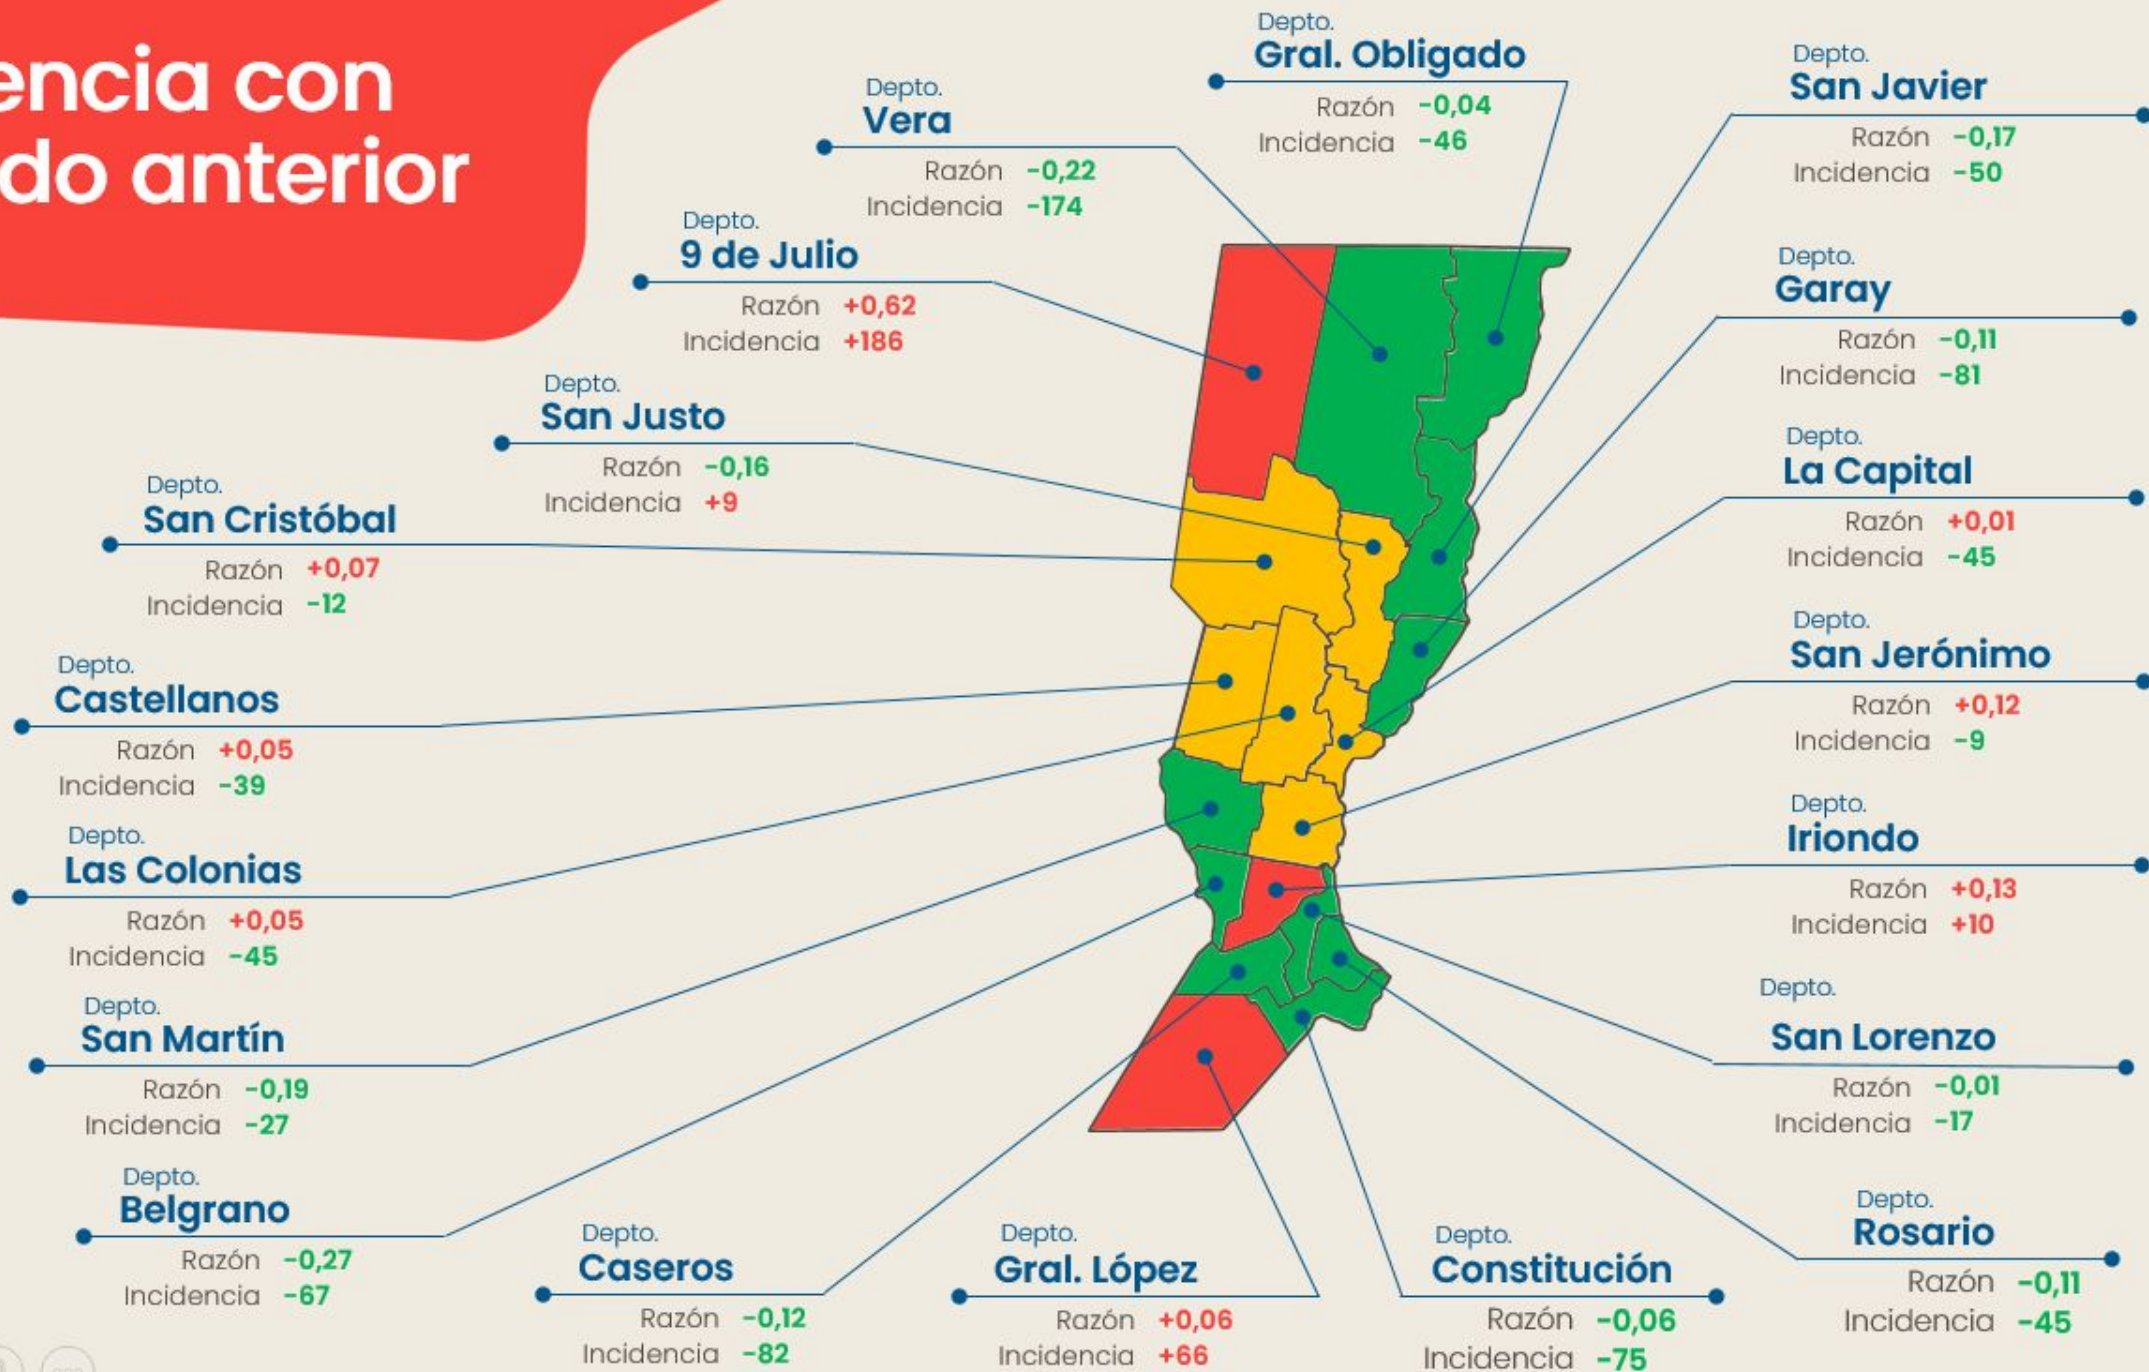 encia con
do anterior
Depto.
Gral. Obligado
Razón -0,04
Incidencia -46
Depto.
Vera
Razón -0,22
Incidencia -174
Depto.
9 de Julio
Razón +0,62
Incidencia +186
Depto.
San Justo
Razón -0,16
Incidencia +9
Depto.
San Cristóbal
Razón +0,07
Incidencia -12
Depto.
Castellanos
Razón +0,05
Incidencia -39
Depto.
Las Colonias
Razón +0,05
Incidencia -45
Depto.
San Martín
Razón -0,19
Incidencia -27
Depto.
Belgrano
Razón -0,27
Incidencia -67
Depto.
Caseros
Razón -0,12
Incidencia -82
Depto.
Gral. López
Razón +0,06
Incidencia +66
Depto.
Constitución
Razón -0,06
Incidencia -75
Depto.
San Javier
Razón -0,17
Incidencia -50
Depto.
Garay
Razón -0,11
Incidencia -81
Depto.
La Capital
Razón +0,01
Incidencia -45
Depto.
San Jerónimo
Razón +0,12
Incidencia -9
Depto.
Iriondo
Razón +0,13
Incidencia +10
Depto.
San Lorenzo
Razón -0,01
Incidencia -17
Depto.
Rosario
Razón -0,11
Incidencia -45